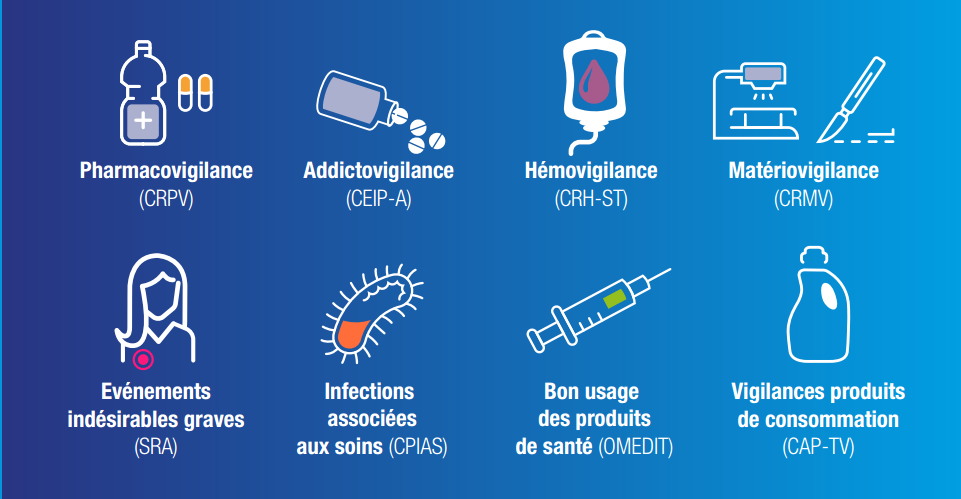 Pharmacovigilance
(CRPV)
Addictovigilance
(CEIP-A)
Hémovigilance
(CRH-ST)
Matériovigilance
(CRMV)
Evénements
indésirables graves
(SRA)
Infections
associées
aux soins (CPIAS)
Bon usage
des produits
de santé (OMEDIT)
Vigilances produits
de consommation
(CAP-TV)